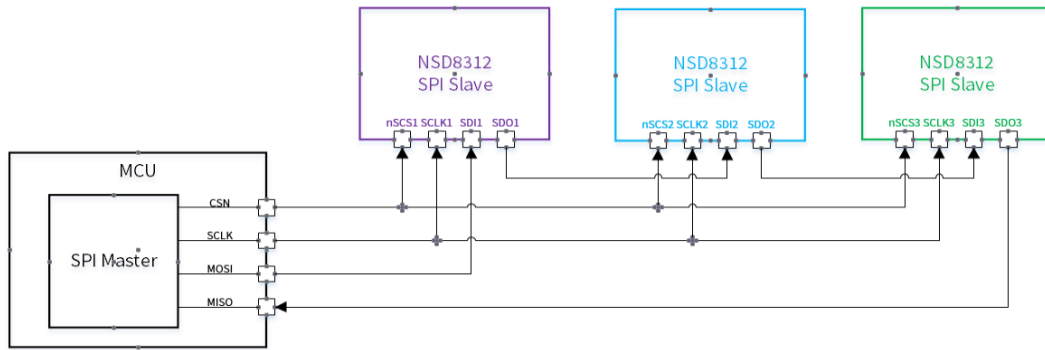 NSD8312
SPI Slave
nSCS1 SCLK1 SDI1 SDO1
NSD8312
SPI Slave
nSCS2 SCLK2 SDI2 SDO2
NSD8312
SPI Slave
nSCS3 SCLK3 SDI3 SDO3
MCU
SPI Master
CSN
SCLK
MOSI
MISO